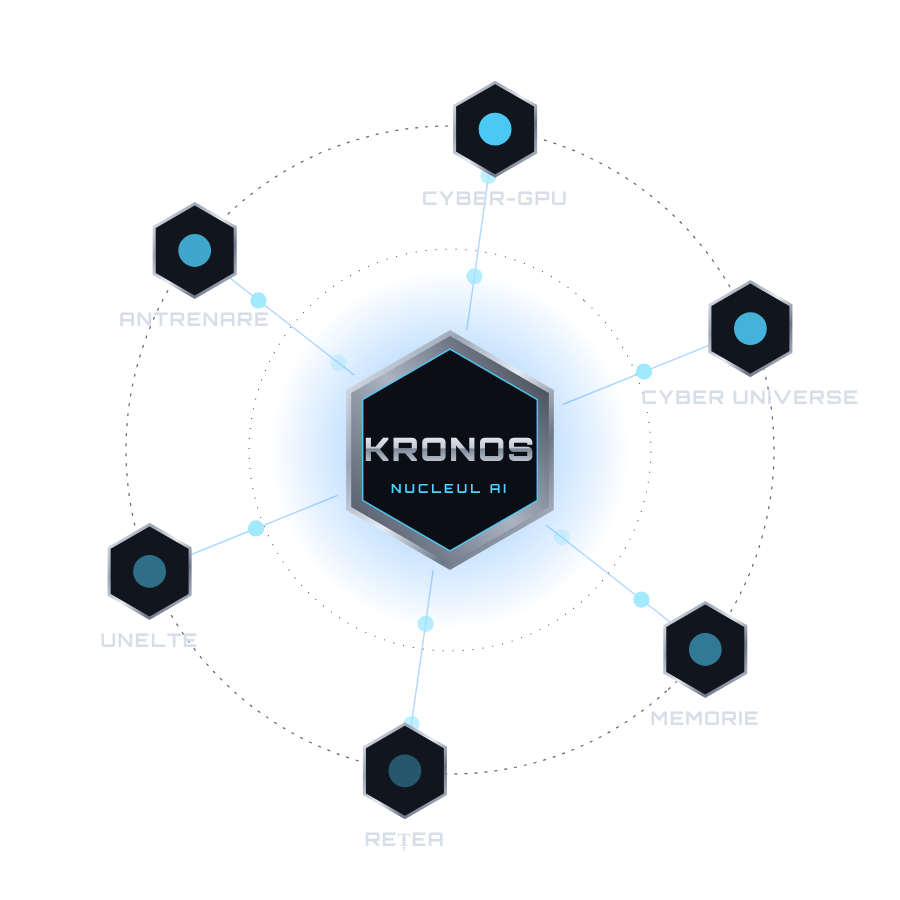 CYBER-GPU
ANTRENARE
CYBER UNIVERSE
KRONOS
NUCLEUL AI
UNELTE
MEMORIE
REȚEA